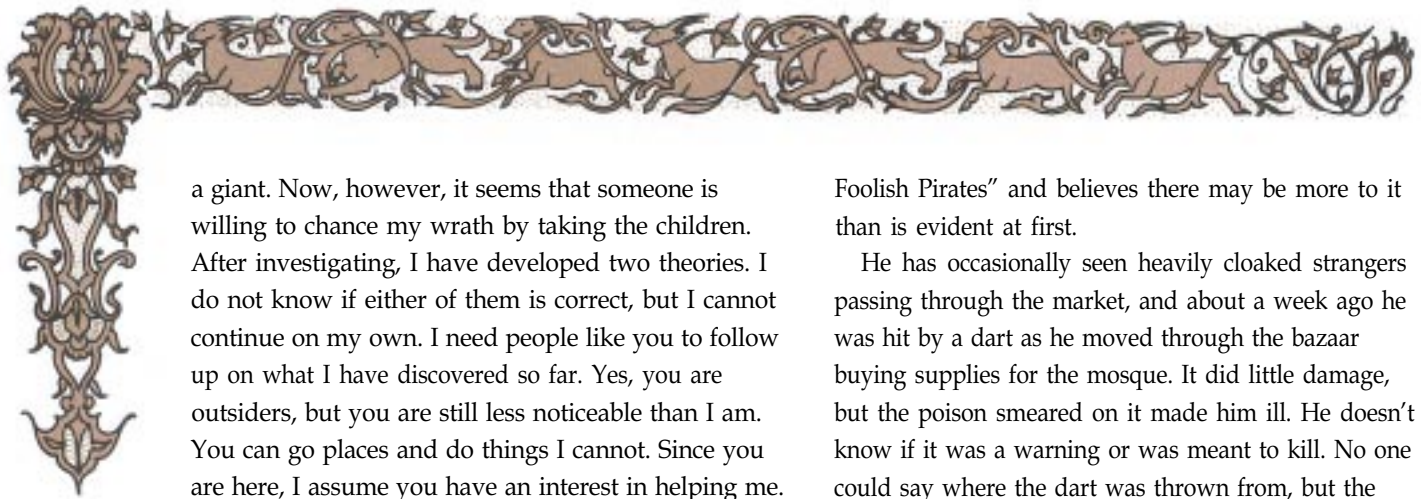 a giant. Now, however, it seems that someone is
willing to chance my wrath by taking the children.
After investigating, I have developed two theories. I
do not know if either of them is correct, but I cannot
continue on my own. I need people like you to follow
up on what I have discovered so far. Yes, you are
outsiders, but you are still less noticeable than I am.
You can go places and do things I cannot. Since you
are here, I assume you have an interest in helping me.
Foolish Pirates” and believes there may be more to it
than is evident at first.
He has occasionally seen heavily cloaked strangers
passing through the market, and about a week ago he
was hit by a dart as he moved through the bazaar
buying supplies for the mosque. It did little damage,
but the poison smeared on it made him ill. He doesn’t
know if it was a warning or was meant to kill. No one
could say where the dart was thrown from, but the